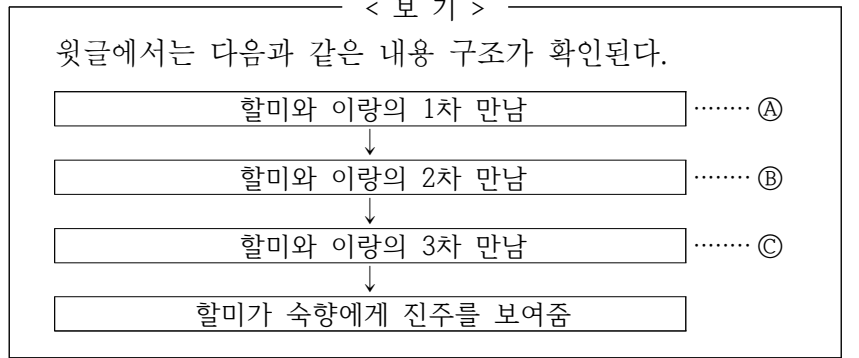 < 보 기 >
윗글에서는 다음과 같은 내용 구조가 확인된다.
할미와 이랑의 1차 만남 ········ Ⓐ
↓
할미와 이랑의 2차 만남 ········ Ⓑ
↓
할미와 이랑의 3차 만남 ········ Ⓒ
↓
할미가 숙향에게 진주를 보여줌